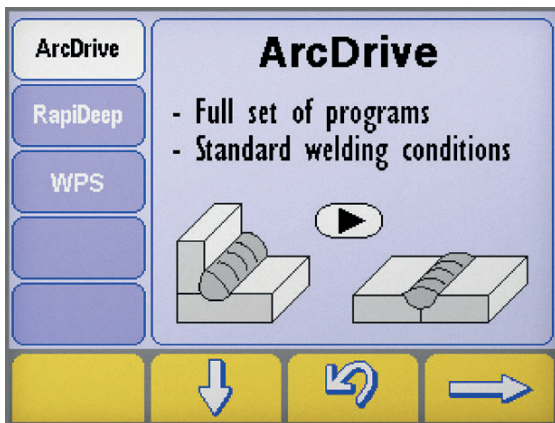 ArcDrive
RapiDeep
WPS
ArcDrive
- Full set of programs
- Standard welding conditions